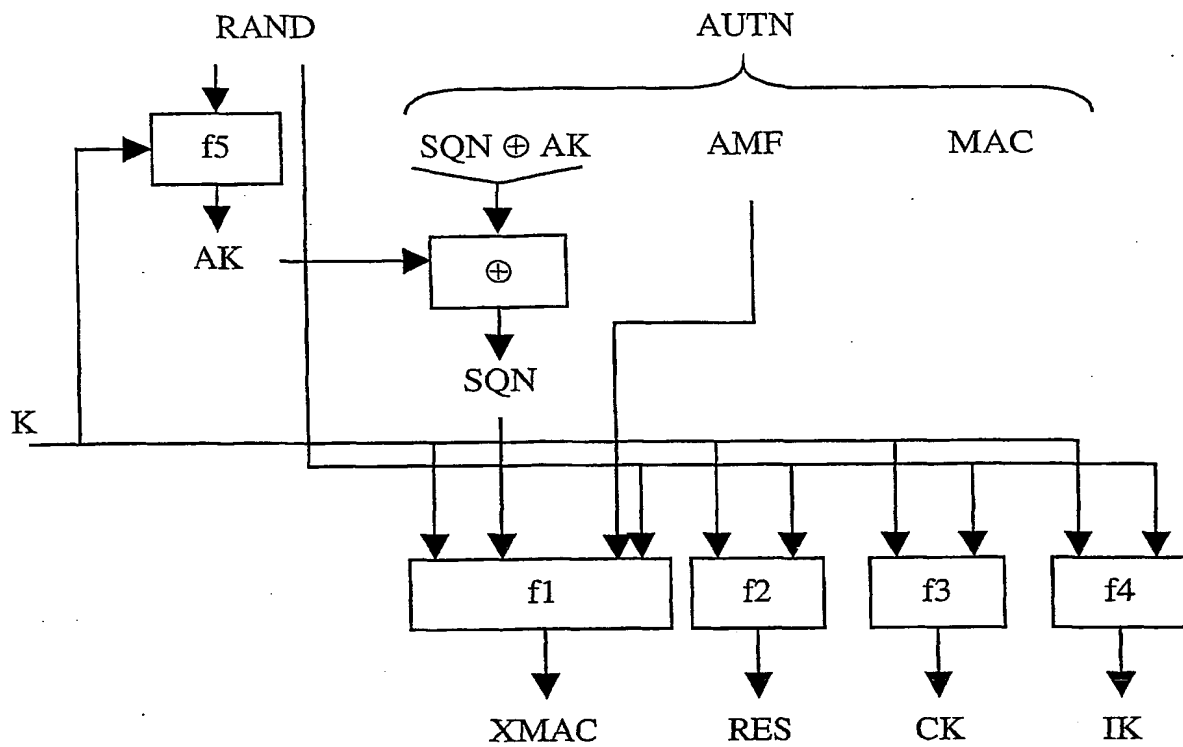 RAND
AUTN
f5
SQN ⊕ AK
AMF
MAC
AK
⊕
SQN
K
f1
f2
f3
f4
XMAC
RES
CK
IK